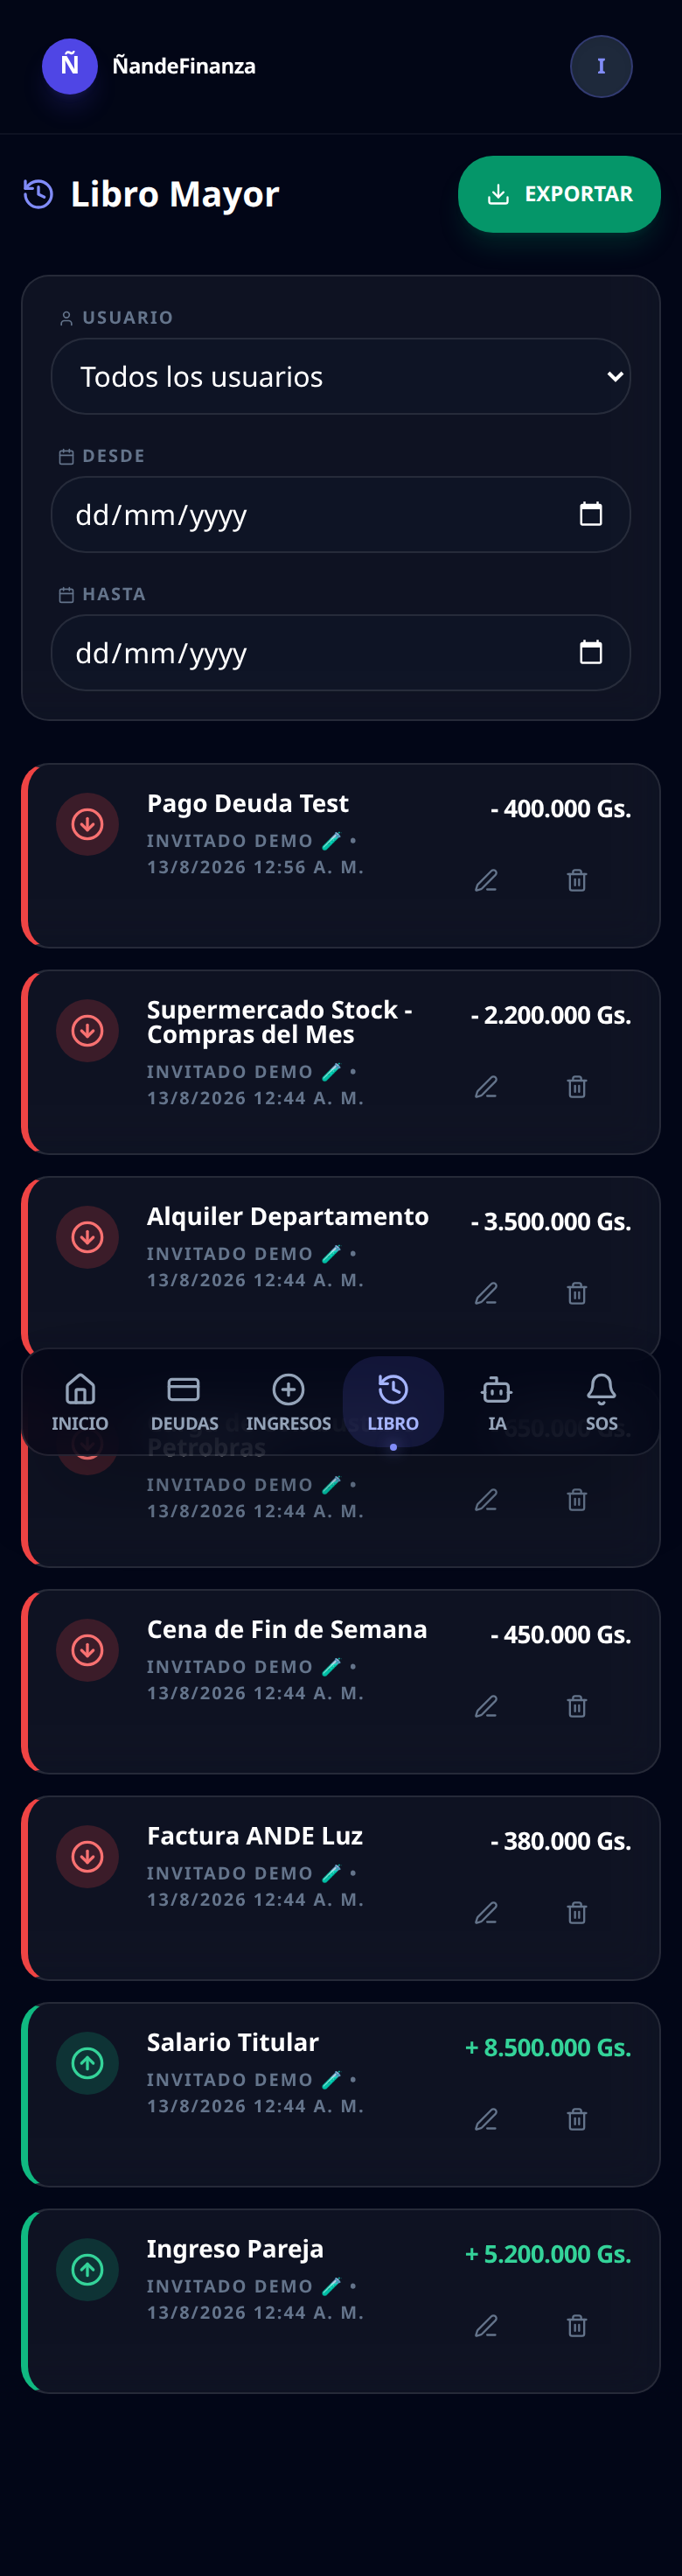 Ñ ÑandeFinanza I
Libro Mayor
EXPORTAR
USUARIO
Todos los usuarios
DESDE
dd/mm/yyyy
HASTA
dd/mm/yyyy
Pago Deuda Test
- 400.000 Gs.
INVITADO DEMO 🧪 •
13/8/2026 12:56 A. M.
Supermercado Stock -
Compras del Mes
- 2.200.000 Gs.
INVITADO DEMO 🧪 •
13/8/2026 12:44 A. M.
Alquiler Departamento
- 3.500.000 Gs.
INVITADO DEMO 🧪 •
13/8/2026 12:44 A. M.
INICIO DEUDAS INGRESOS LIBRO IA SOS
Petrobras
650.000 Gs.
INVITADO DEMO 🧪 •
13/8/2026 12:44 A. M.
Cena de Fin de Semana
- 450.000 Gs.
INVITADO DEMO 🧪 •
13/8/2026 12:44 A. M.
Factura ANDE Luz
- 380.000 Gs.
INVITADO DEMO 🧪 •
13/8/2026 12:44 A. M.
Salario Titular
+ 8.500.000 Gs.
INVITADO DEMO 🧪 •
13/8/2026 12:44 A. M.
Ingreso Pareja
+ 5.200.000 Gs.
INVITADO DEMO 🧪 •
13/8/2026 12:44 A. M.